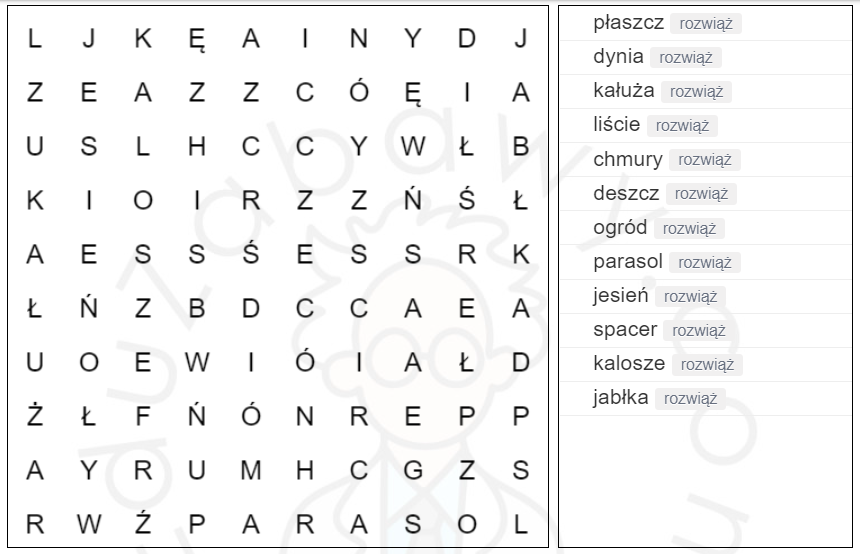 L J K Ę A I N Y D J
Z E A Z Z C Ó Ę I A
U S L H C C Y W Ł B
K I O I R Z Z Ń Ś Ł
A E S S Ś E S S R K
Ł Ń Z B D C C A E A
U O E W I Ó I A Ł D
Ż Ł F Ń Ó N R E P P
A Y R U M H C G Z S
R W Ź P A R A S O L
płaszcz rozwiąż
dynia rozwiąż
kałuża rozwiąż
liście rozwiąż
chmury rozwiąż
deszcz rozwiąż
ogród rozwiąż
parasol rozwiąż
jesień rozwiąż
spacer rozwiąż
kalosze rozwiąż
jabłka rozwiąż